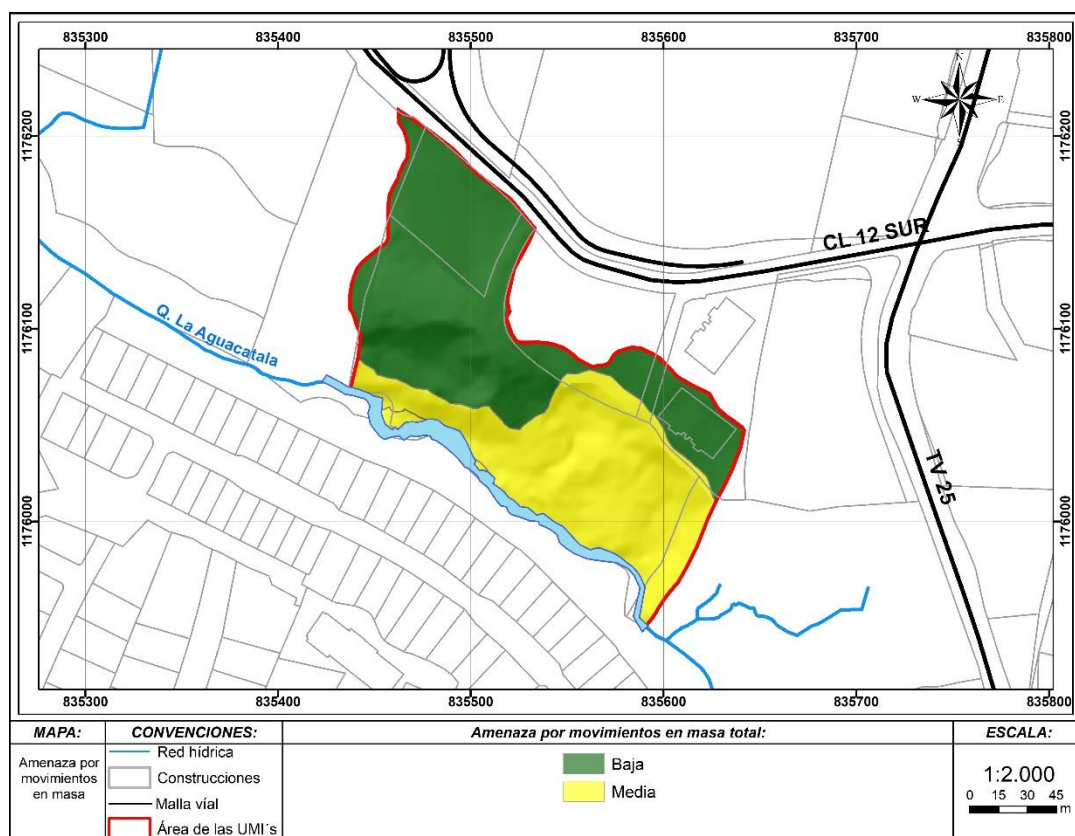 835300 835400 835500 835600 835700 835800
1176200 1176200
N
W E
S
CL 12 SUR
1176100 1176100
Q. La Aguacatala
TV 25
1176000 1176000
835300 835400 835500 835600 835700 835800
MAPA: CONVENCIONES: Amenaza por movimientos en masa total: ESCALA:
Amenaza por
movimientos
en masa
Red hídrica
Construcciones
Malla víal
Área de las UMI´s
Baja
Media
1:2.000
0 15 30 45
m